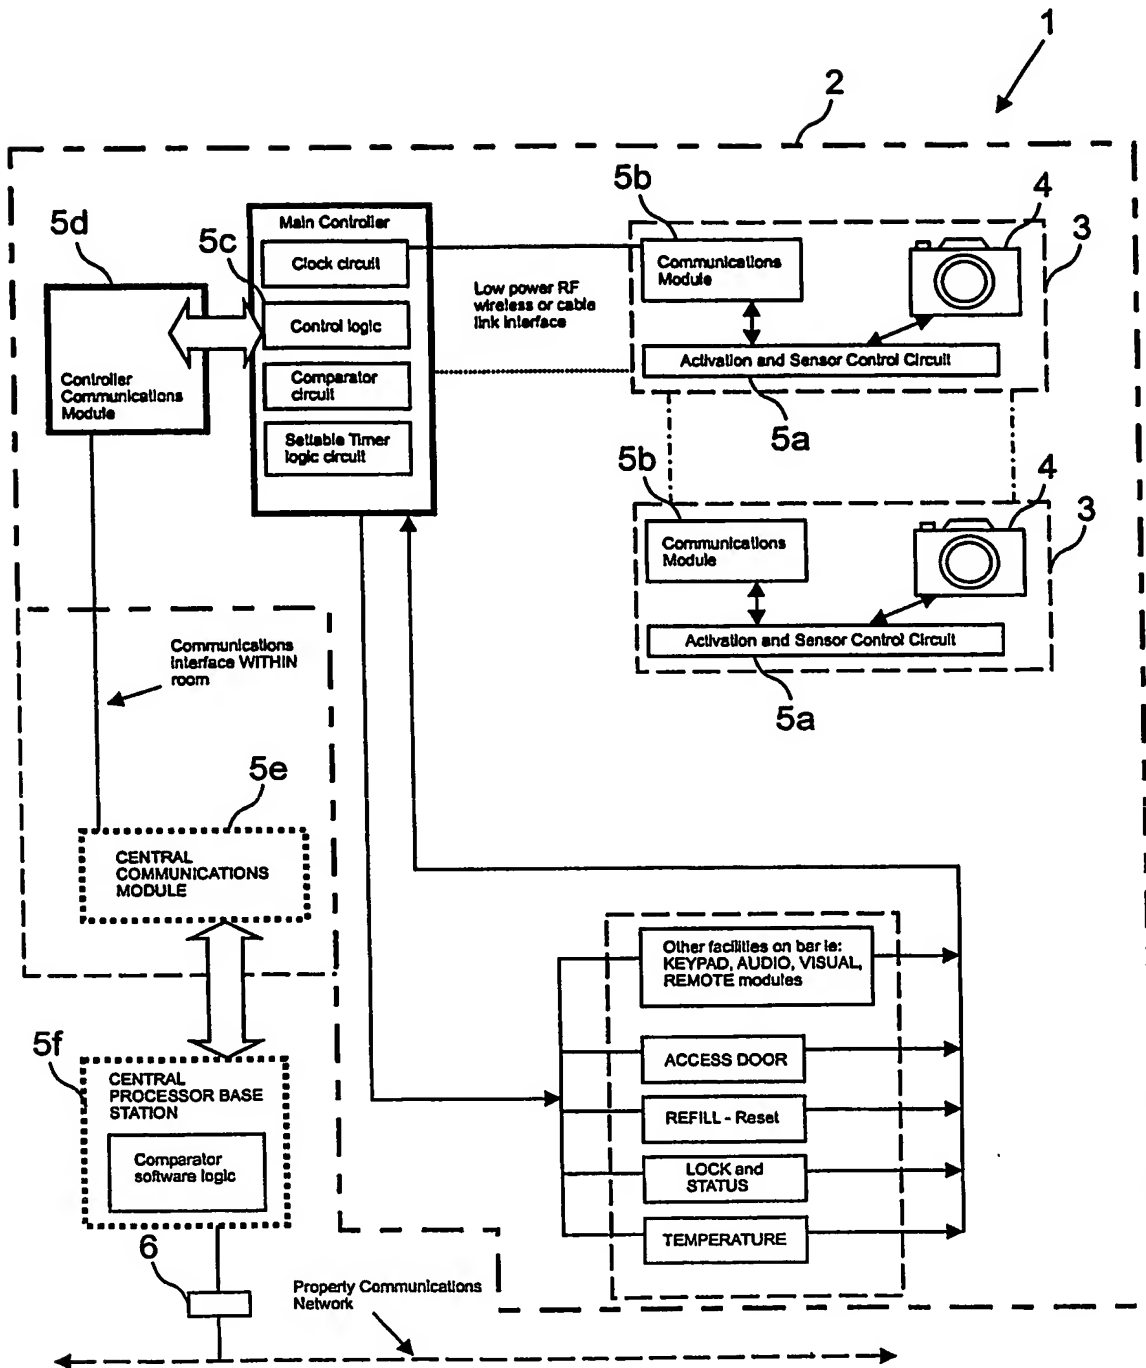 1
2
5b
4
5d
Main Controller
3
5c
Clock circuit
Communications
Module
Low power RF
wireless or cable
link interface
Control logic
Activation and Sensor Control Circuit
Controller
Communications
Module
Comparator
circuit
5a
Settable Timer
logic circuit
5b
4
3
Communications
Module
Activation and Sensor Control Circuit
Communications
Interface WITHIN
room
5a
5e
CENTRAL
COMMUNICATIONS
MODULE
Other facilities on bar ie:
KEYPAD, AUDIO, VISUAL,
REMOTE modules
5f
CENTRAL
PROCESSOR BASE
STATION
ACCESS DOOR
REFILL - Reset
Comparator
software logic
LOCK and
STATUS
TEMPERATURE
6
Property Communications
Network